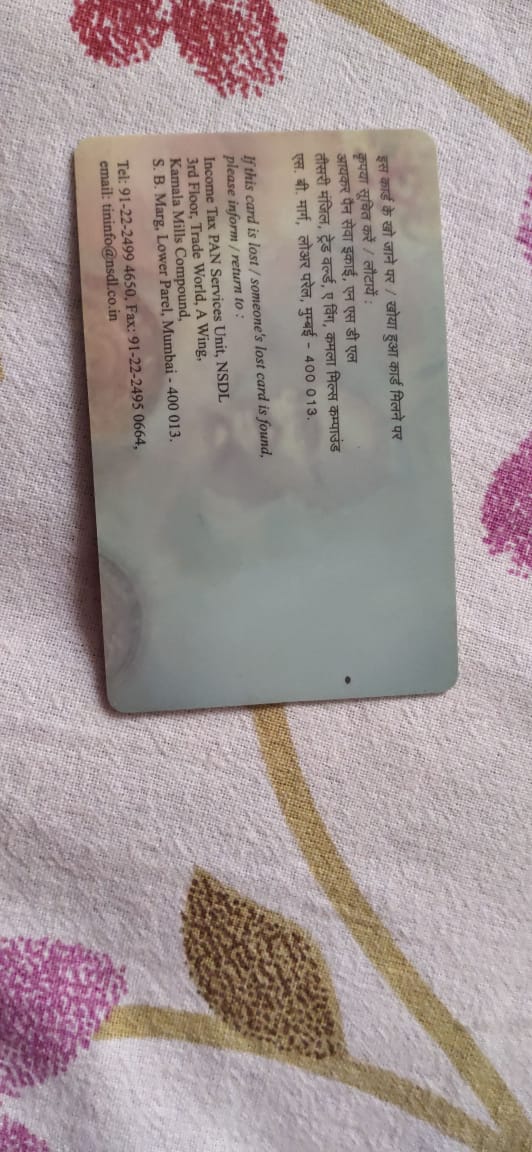 इस कार्ड के खो जाने पर / खोया हुआ कार्ड मिलने पर
कृपया सूचित करें / लौटायें :
आयकर पैन सेवा इकाई, एन एस डी एल
तीसरी मंजिल, ट्रेड वर्ल्ड, ए विंग, कमला मिल्स कम्पाउंड
एस. बी. मार्ग, लोअर परेल, मुम्बई - 400 013.
If this card is lost / someone's lost card is found,
please inform / return to :
Income Tax PAN Services Unit, NSDL
3rd Floor, Trade World, A Wing,
Kamala Mills Compound,
S. B. Marg, Lower Parel, Mumbai - 400 013.
Tel: 91-22-2499 4650, Fax: 91-22-2495 0664,
email: tininfo@nsdl.co.in